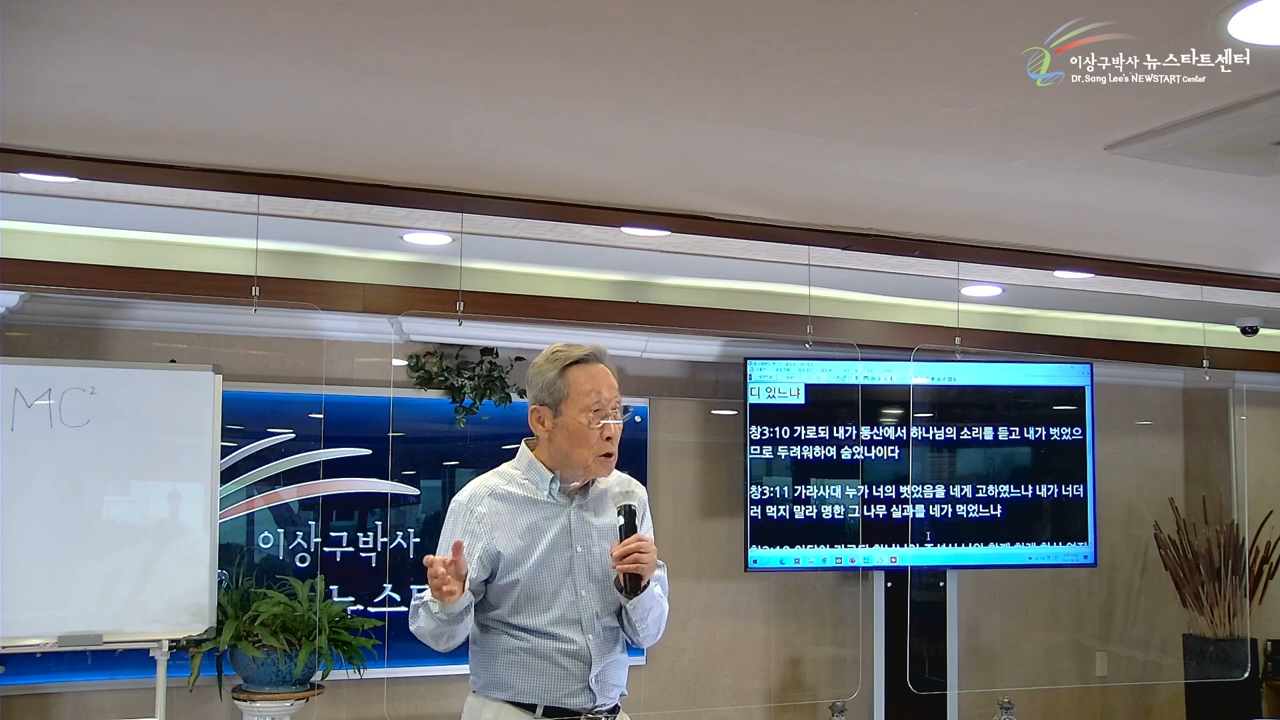 이상구박사 뉴스타트센터
Dr. Sang Lee's NEWSTART Center
MC²
이상구박사
뉴스타
디 있느냐
창3:10 가로되 내가 동산에서 하나님의 소리를 듣고 내가 벗었으
므로 두려워하여 숨었나이다
창3:11 가라사대 누가 너의 벗었음을 네게 고하였느냐 내가 너더
러 먹지 말라 명한 그 나무 실과를 네가 먹었느냐